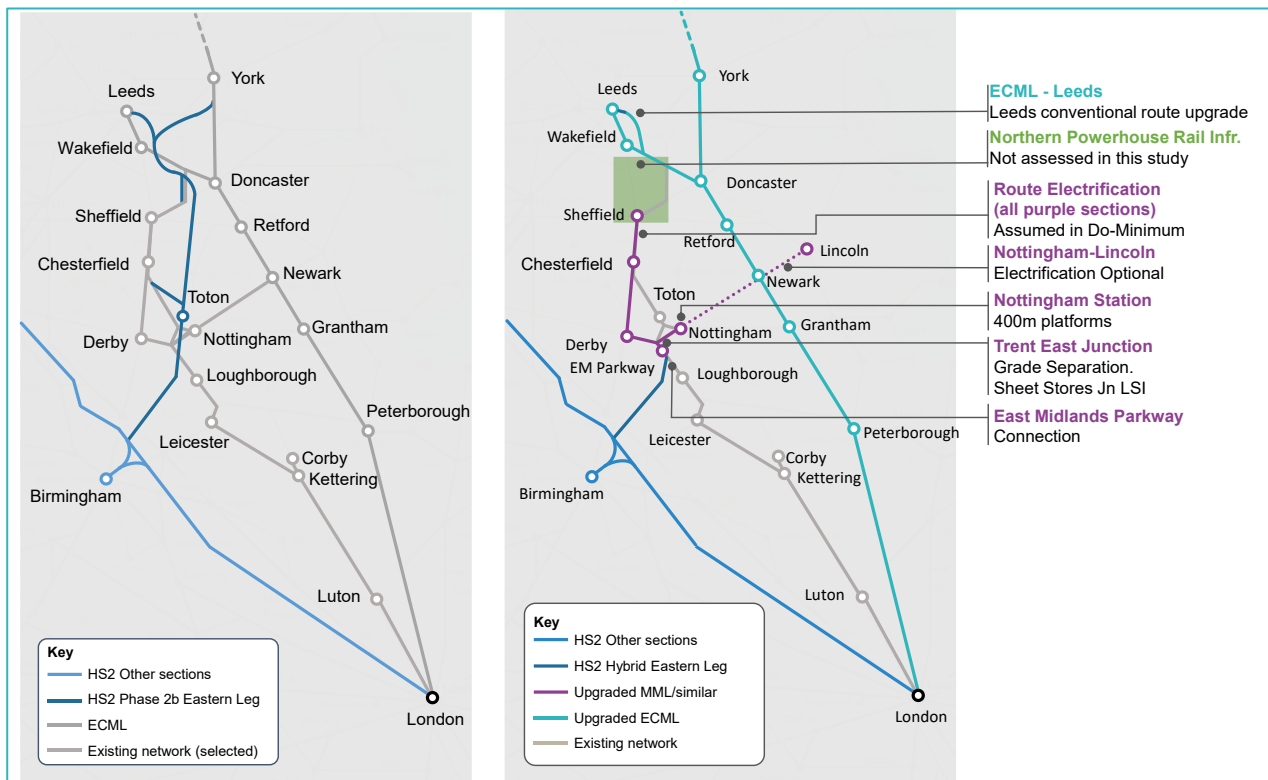 York
Leeds
Wakefield
Doncaster
Sheffield
Retford
Chesterfield
Newark
Toton
Derby
Nottingham
Grantham
Loughborough
Peterborough
Leicester
Corby
Kettering
Birmingham
Luton
London
Key
HS2 Other sections
HS2 Phase 2b Eastern Leg
ECML
Existing network (selected)
York
Leeds
Wakefield
Doncaster
Sheffield
Retford
Lincoln
Chesterfield
Newark
Toton
Nottingham
Grantham
Derby
EM Parkway
Loughborough
Leicester
Peterborough
Corby
Kettering
Birmingham
Luton
London
Key
HS2 Other sections
HS2 Hybrid Eastern Leg
Upgraded MML/similar
Upgraded ECML
Existing network
ECML - Leeds
Leeds conventional route upgrade
Northern Powerhouse Rail Infr.
Not assessed in this study
Route Electrification
(all purple sections)
Assumed in Do-Minimum
Nottingham-Lincoln
Electrification Optional
Nottingham Station
400m platforms
Trent East Junction
Grade Separation.
Sheet Stores Jn LSI
East Midlands Parkway
Connection